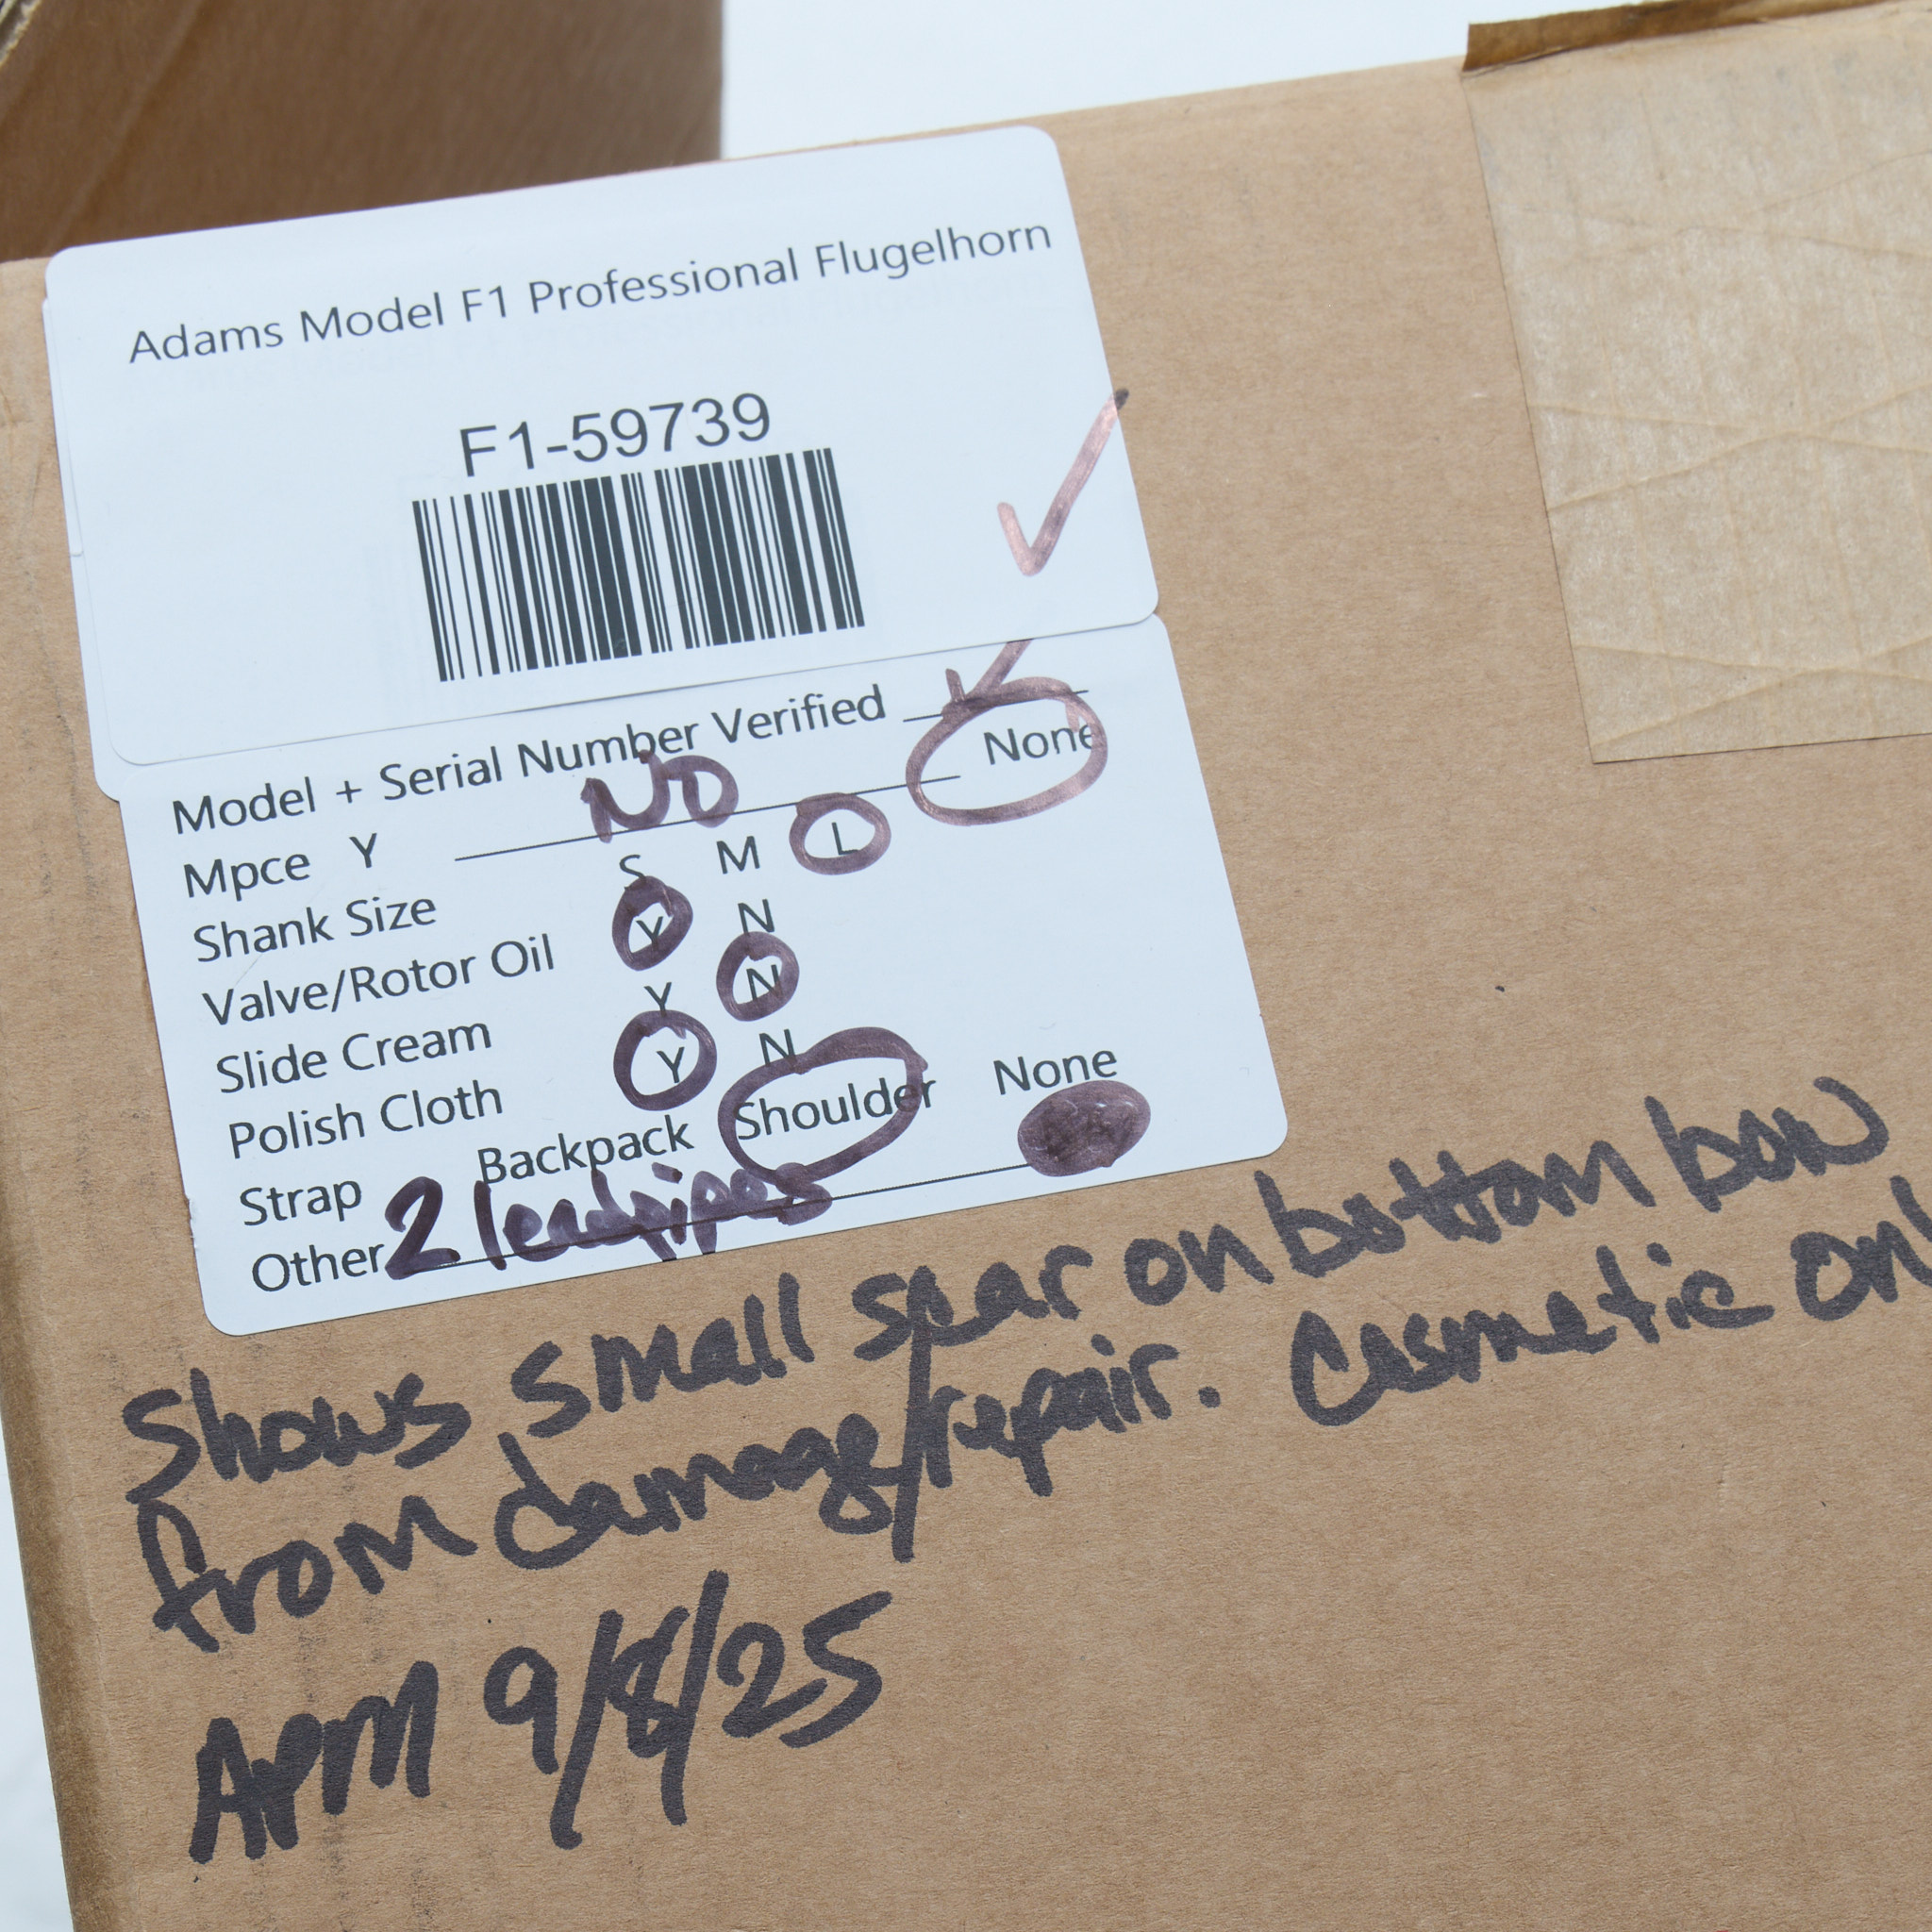 Adams Model F1 Professional Flugelhorn
F1-59739
Model + Serial Number Verified
Mpce Y NO None
Shank Size S M L
Valve/Rotor Oil Y N
Slide Cream Y N
Polish Cloth Y N
Strap Backpack Shoulder None
Other 2 leadpipes
Shows small scar on bottom bow
from damage/repair. Cosmetic onl
APM 9/8/25